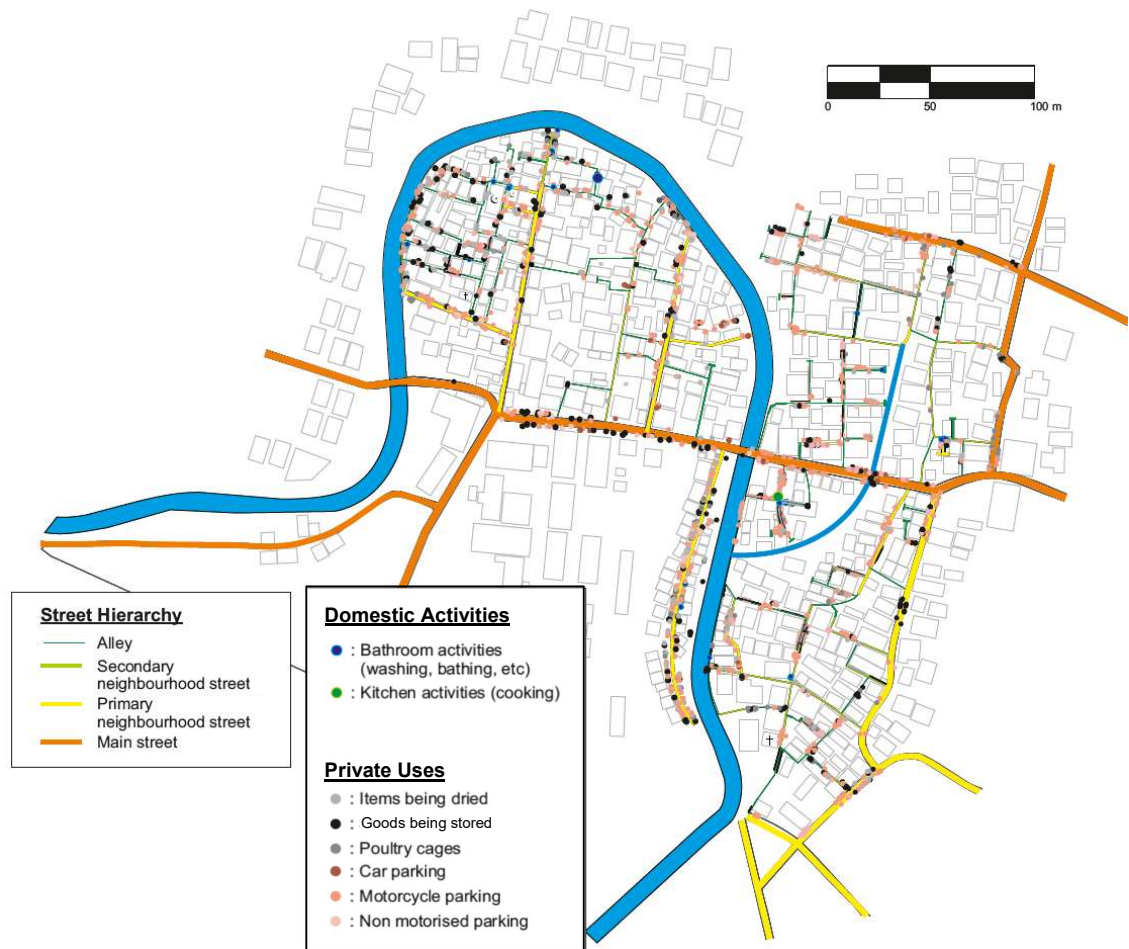 0 50 100 m
Street Hierarchy
Alley
Secondary
neighbourhood street
Primary
neighbourhood street
Main street
Domestic Activities
: Bathroom activities
(washing, bathing, etc)
: Kitchen activities (cooking)
Private Uses
: Items being dried
: Goods being stored
: Poultry cages
: Car parking
: Motorcycle parking
: Non motorised parking